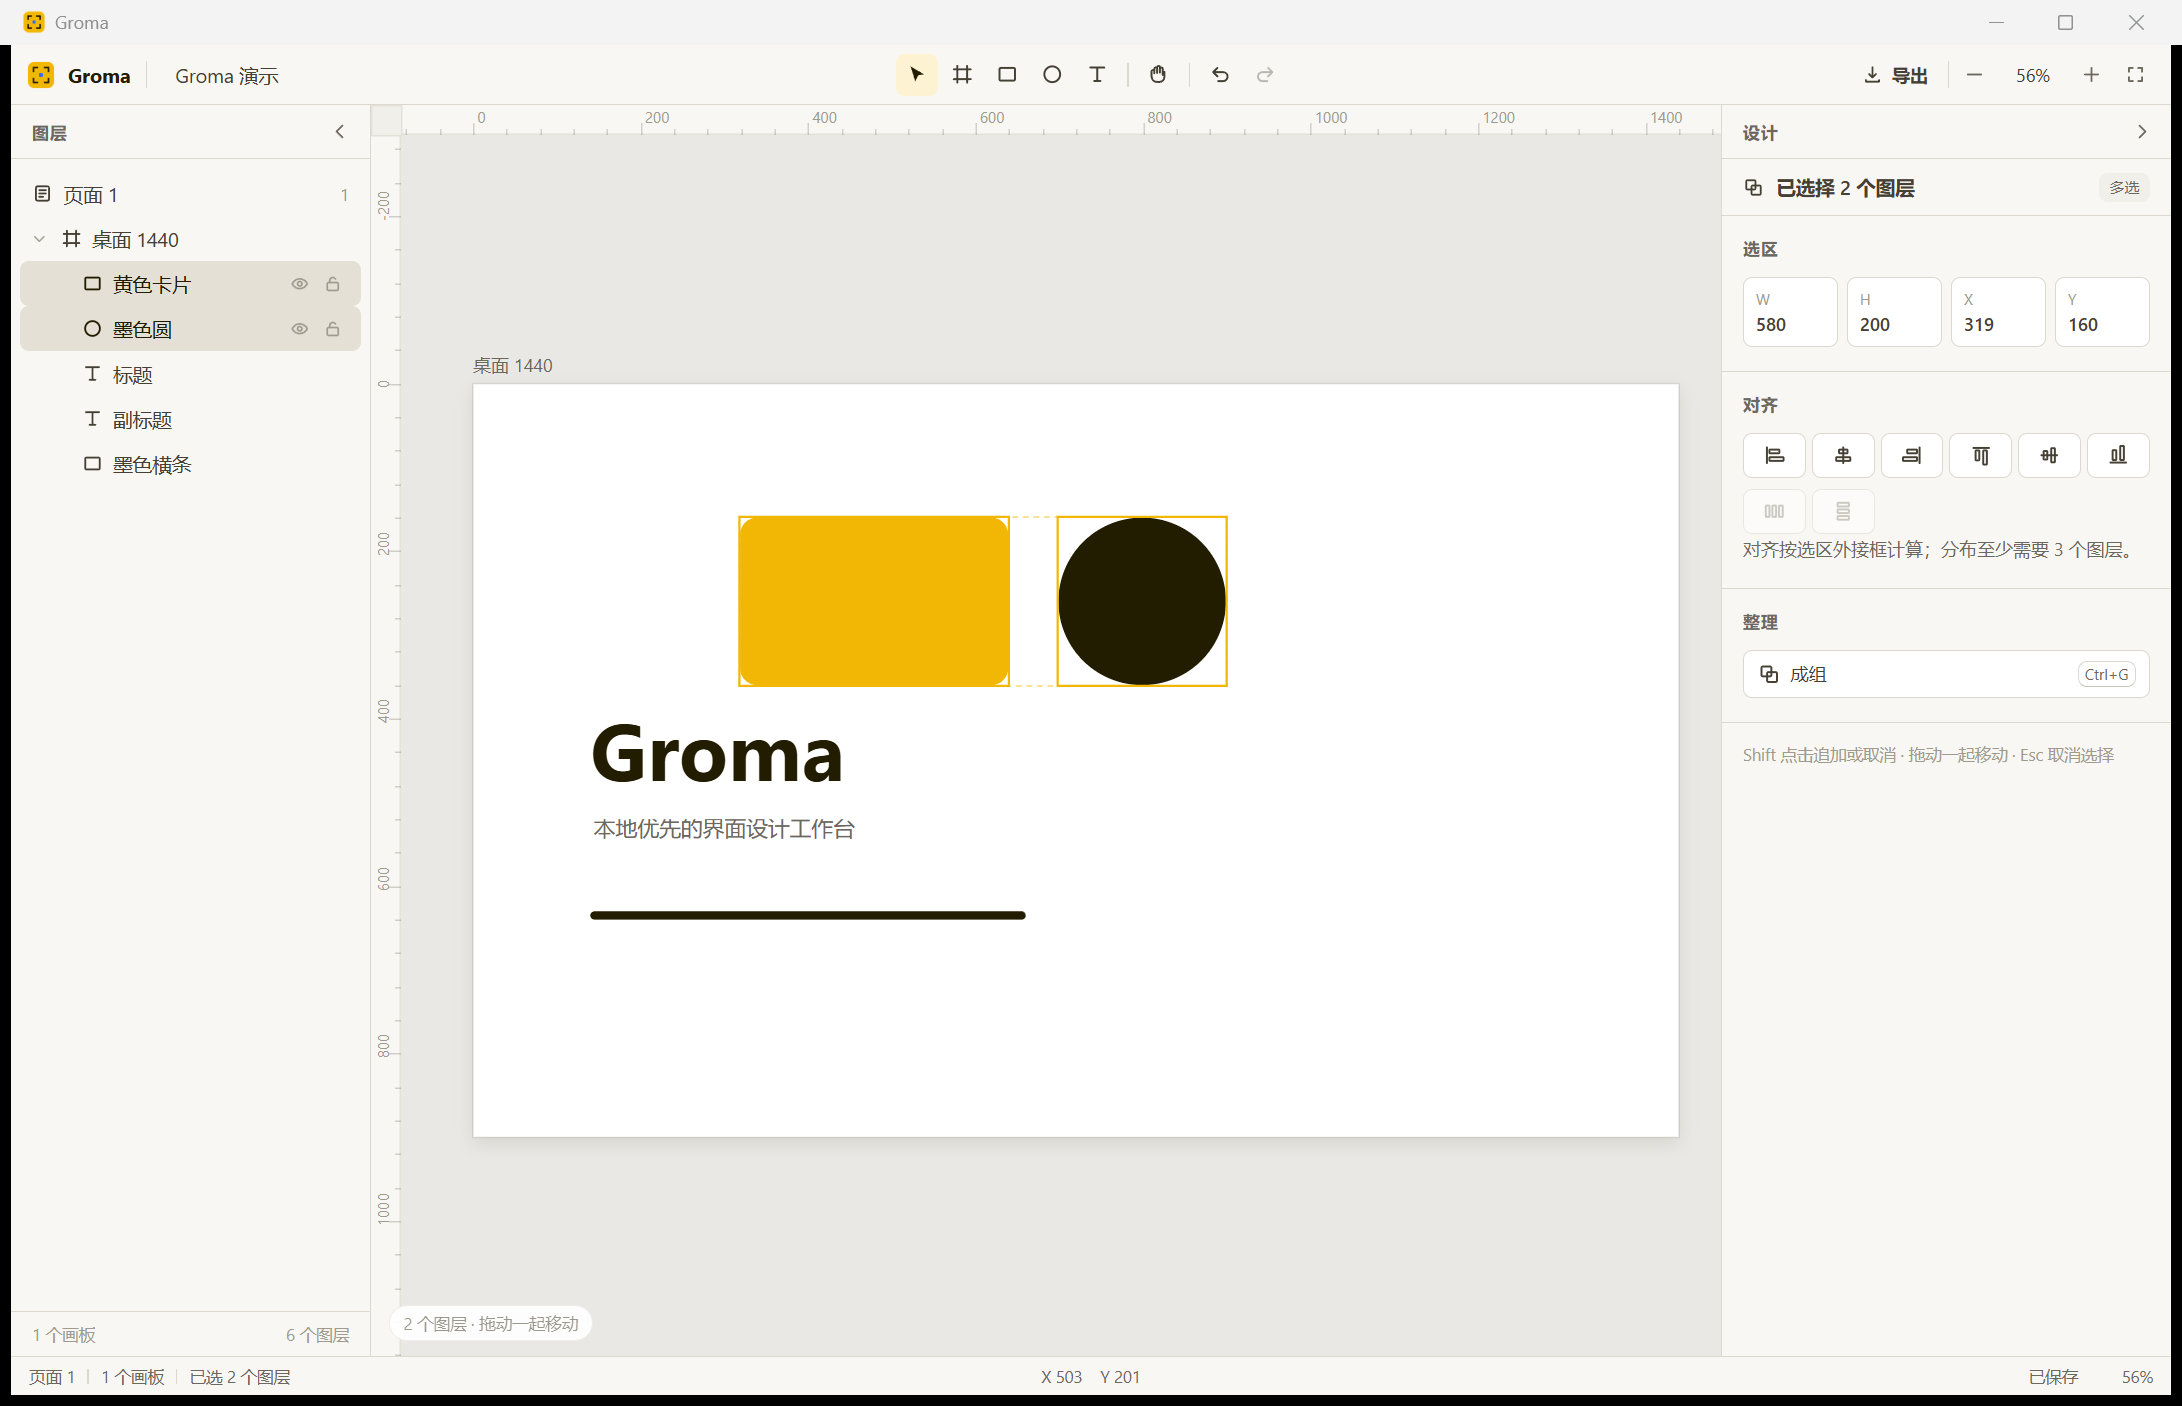 Groma
Groma
Groma 演示
导出
56%
图层
0
200
400
600
800
1000
1200
1400
设计
页面 1
1
桌面 1440
黄色卡片
墨色圆
标题
副标题
墨色横条
-200
0
200
400
600
800
1000
桌面 1440
Groma
本地优先的界面设计工作台
已选择 2 个图层
多选
选区
W
580
H
200
X
319
Y
160
对齐
对齐按选区外接框计算；分布至少需要 3 个图层。
整理
成组
Ctrl+G
Shift 点击追加或取消 · 拖动一起移动 · Esc 取消选择
2 个图层 · 拖动一起移动
1 个画板
6 个图层
页面 1
1 个画板
已选 2 个图层
X 503
Y 201
已保存
56%